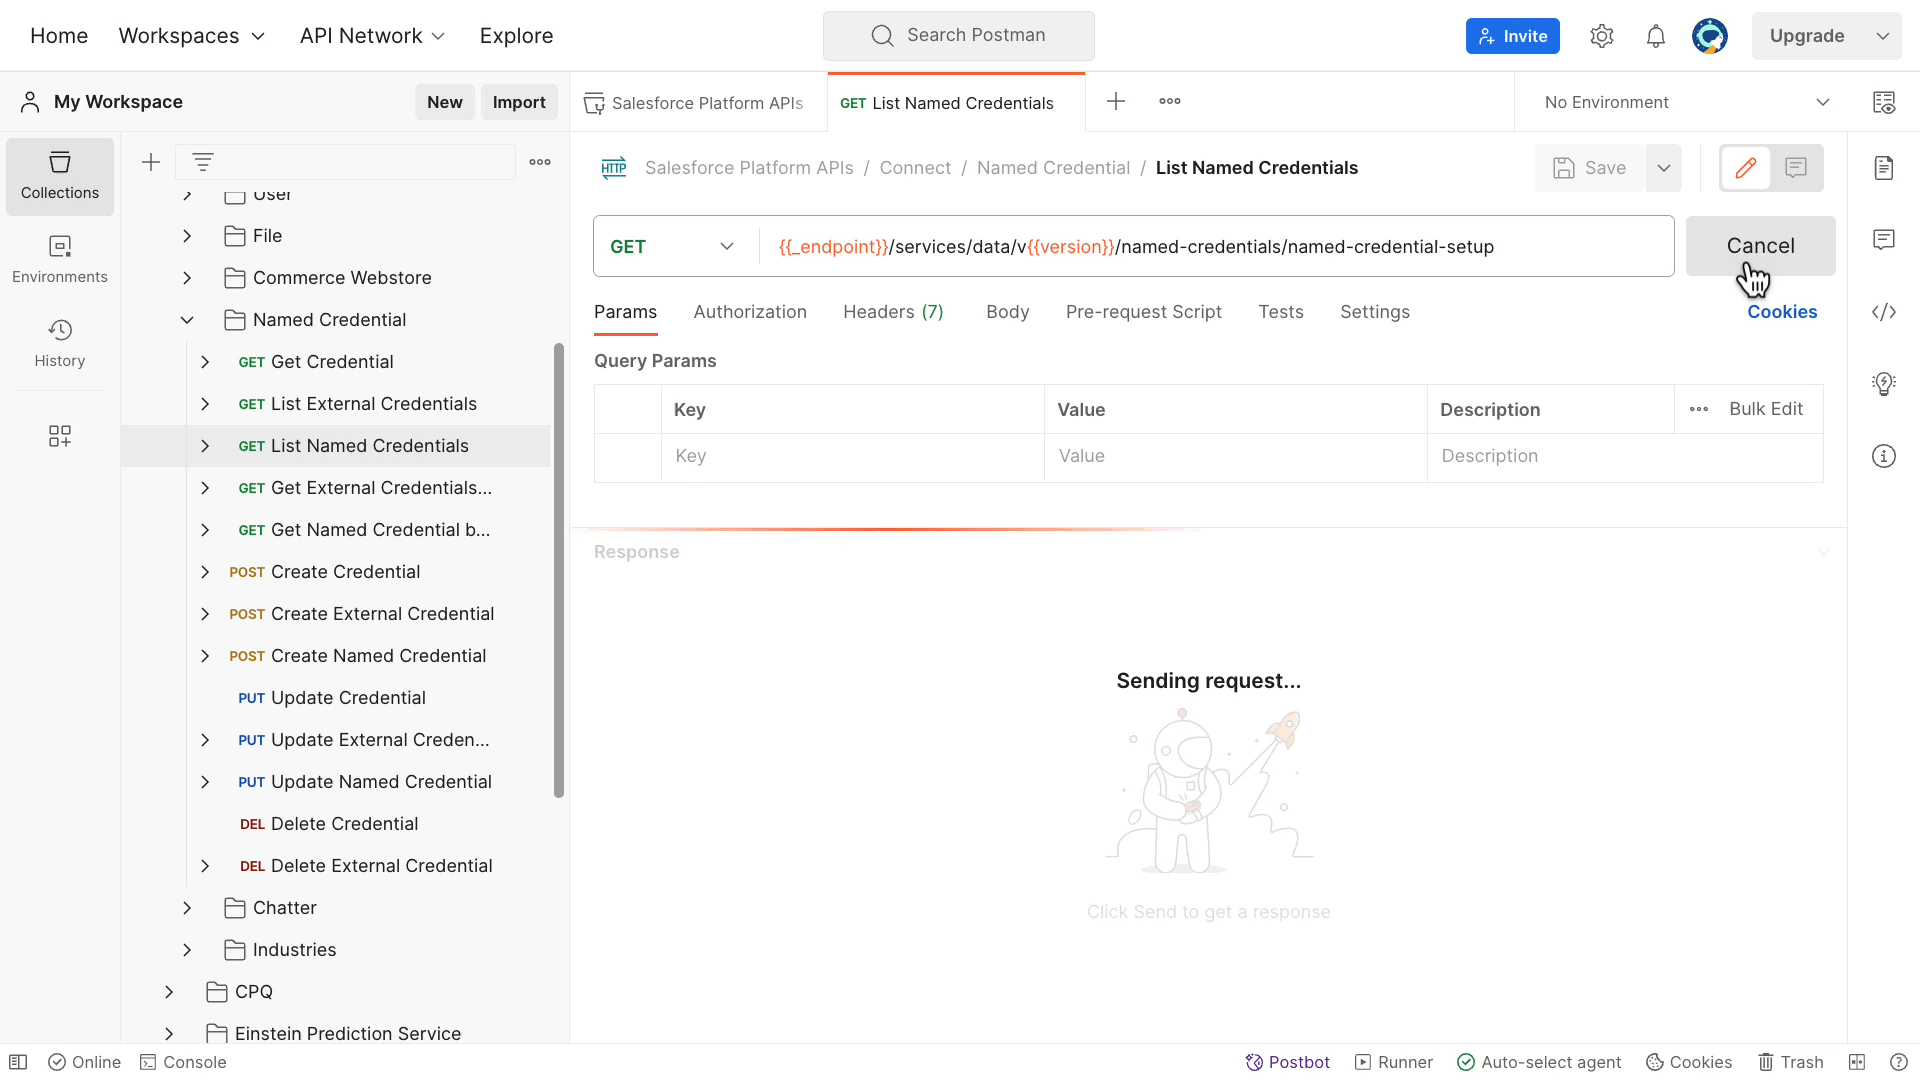 Home Workspaces API Network Explore Search Postman Invite Upgrade
My Workspace New Import Salesforce Platform APIs GET List Named Credentials No Environment
Collections
Environments
History
User
File
Commerce Webstore
Named Credential
GET Get Credential
GET List External Credentials
GET List Named Credentials
GET Get External Credentials...
GET Get Named Credential b...
POST Create Credential
POST Create External Credential
POST Create Named Credential
PUT Update Credential
PUT Update External Creden...
PUT Update Named Credential
DEL Delete Credential
DEL Delete External Credential
Chatter
Industries
CPQ
Einstein Prediction Service
HTTP Salesforce Platform APIs / Connect / Named Credential / List Named Credentials Save
GET {{_endpoint}}/services/data/v{{version}}/named-credentials/named-credential-setup Cancel
Params Authorization Headers (7) Body Pre-request Script Tests Settings Cookies
Query Params
Key Value Description Bulk Edit
Key Value Description
Response
Sending request...
Click Send to get a response
Online Console Postbot Runner Auto-select agent Cookies Trash